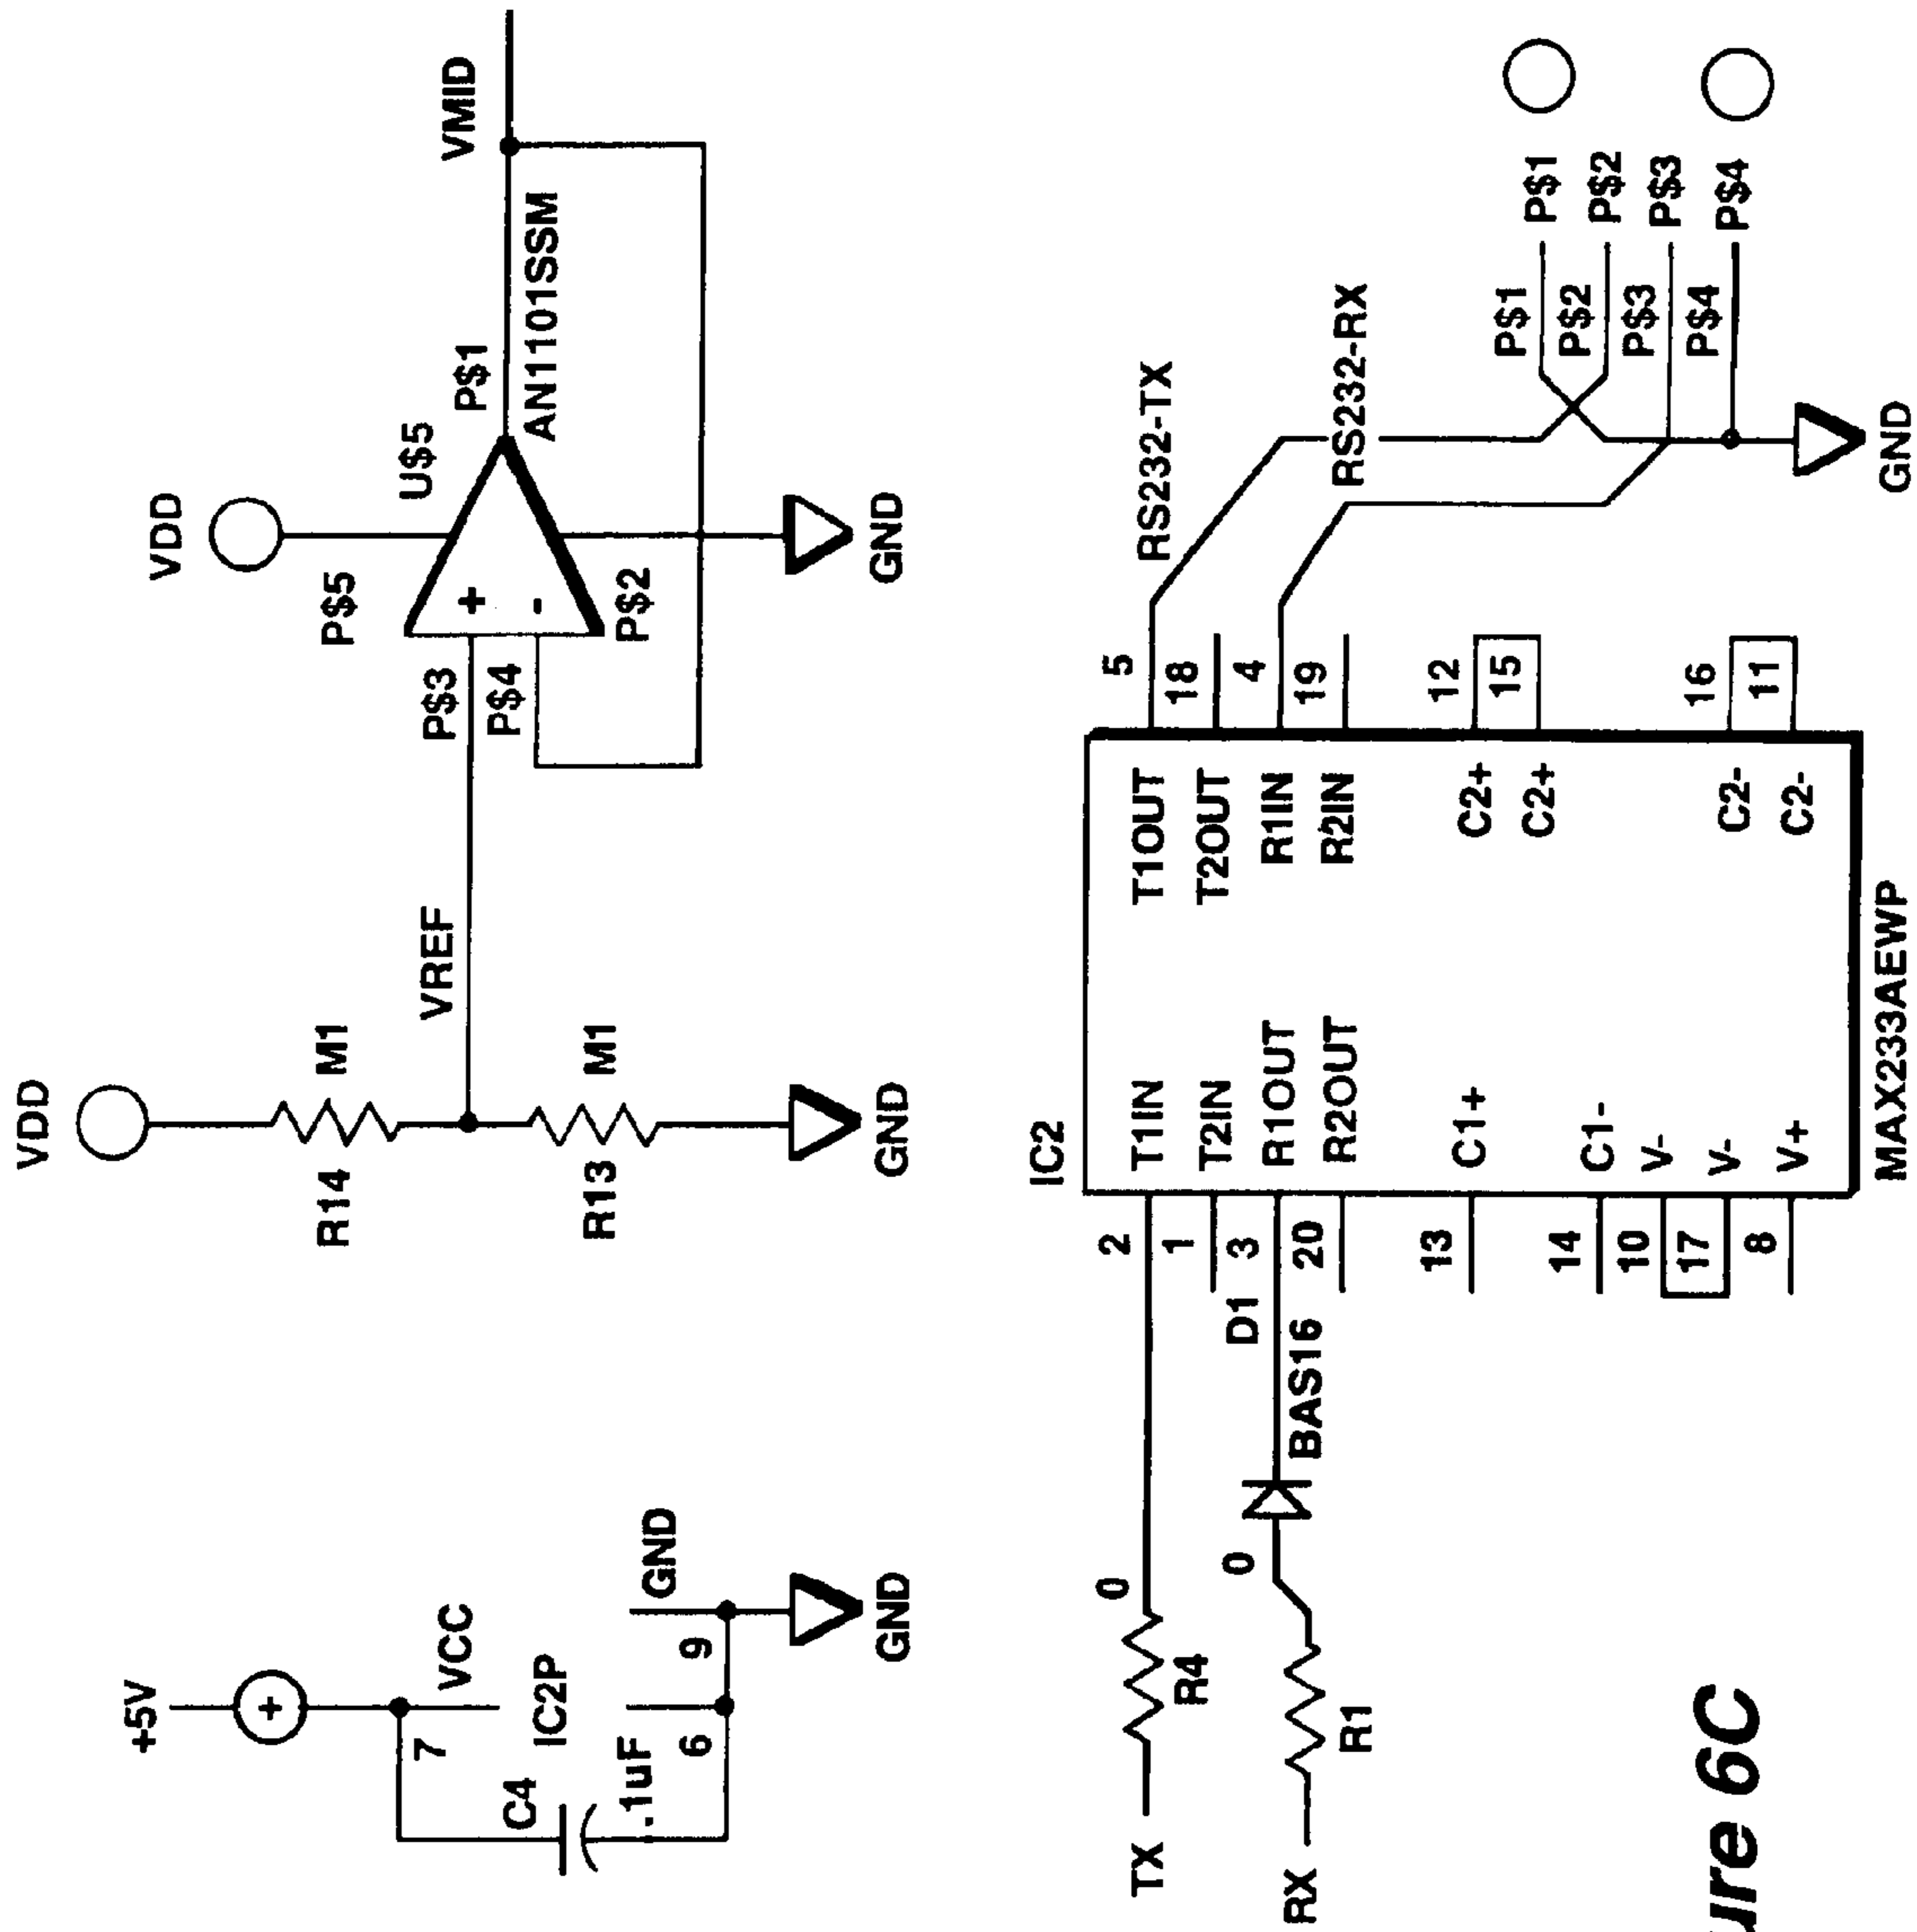 +5V
7
VCC
C4
IC2P
.1uF
6
9
GND
GND
VDD
R14
M1
VREF
R13
M1
GND
VDD
P$5
U$5
P$3
+
P$1
VMID
P$4
-
AN1101SSM
P$2
GND
TX
0
R4
RX
0
R1
D1
BAS16
IC2
2
T1IN
T1OUT
5
1
T2IN
T2OUT
18
3
R1OUT
R1IN
4
20
R2OUT
R2IN
19
13
C1+
C2+
12
C2+
15
14
C1-
10
V-
17
V-
C2-
16
8
V+
C2-
11
MAX233AEWP
RS232-TX
RS232-RX
P$1
P$1
P$2
P$2
P$3
P$3
P$4
P$4
GND
ure 6C